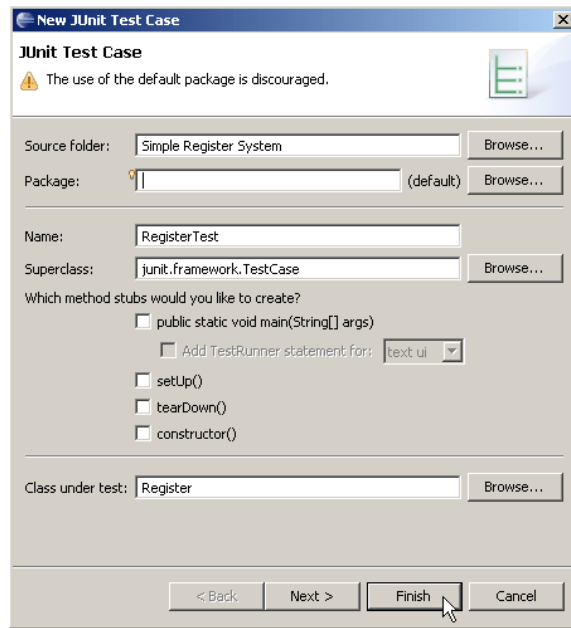 New JUnit Test Case
JUnit Test Case
The use of the default package is discouraged.
Source folder: Simple Register System Browse...
Package: (default) Browse...
Name: RegisterTest
Superclass: junit.framework.TestCase Browse...
Which method stubs would you like to create?
public static void main(String[] args)
Add TestRunner statement for: text ui
setUp()
tearDown()
constructor()
Class under test: Register Browse...
< Back Next > Finish Cancel